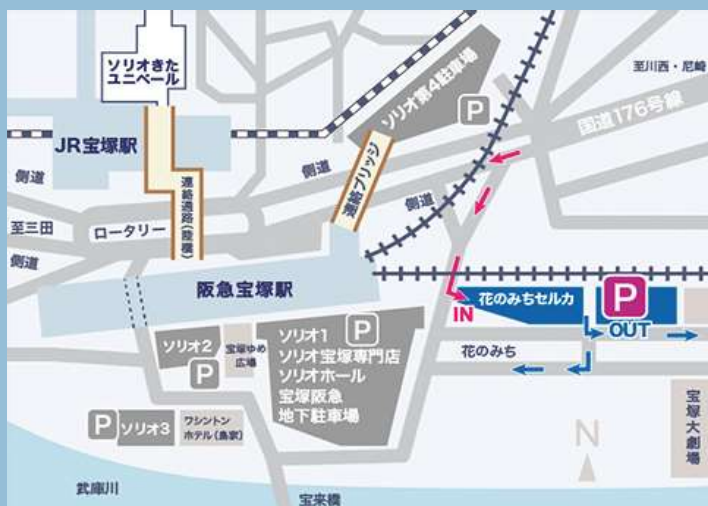 ソリオきた
ユニベール
ソリオ第4駐車場
P
至川西・尼崎
国道176号線
JR宝塚駅
側道
連絡通路(陸橋)
側道
連絡ブリッジ
側道
至三田
ロータリー
側道
阪急宝塚駅
IN
花のみちセルカ
P
OUT
花のみち
ソリオ2
P
宝塚ゆめ
広場
ソリオ1
P
ソリオ宝塚専門店
ソリオホール
宝塚阪急
地下駐車場
P
ソリオ3
ワシントン
ホテル(島家)
宝塚大劇場
N
武庫川
宝来橋